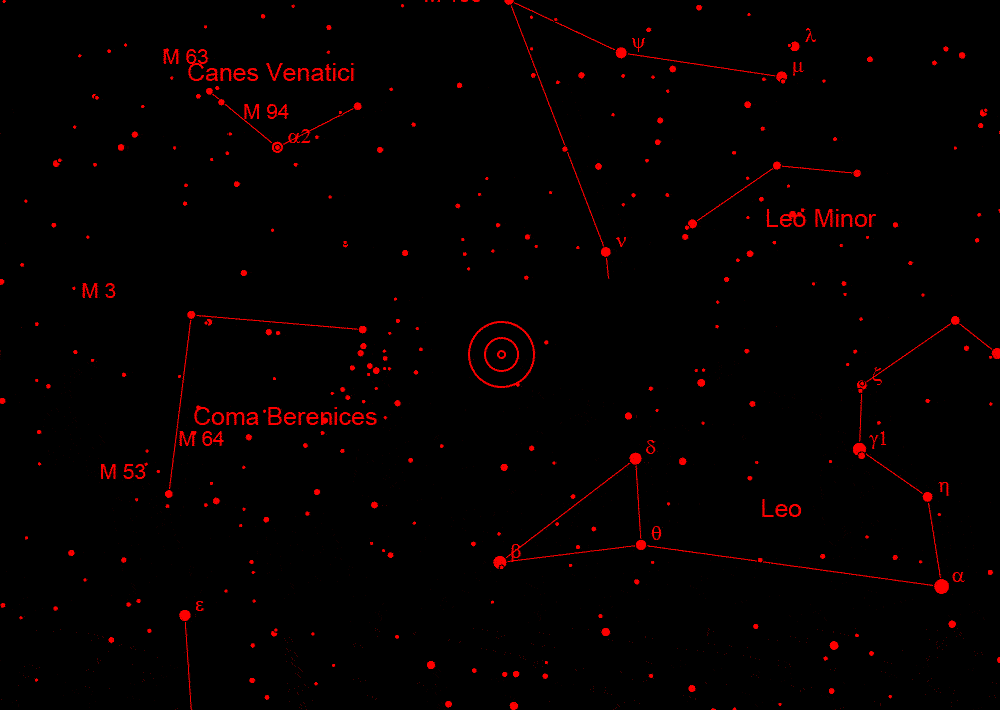 ψ
λ
μ
M 63
Canes Venatici
M 94
α2
Leo Minor
ν
M 3
ξ
Coma Berenices
M 64
γ1
δ
M 53
η
Leo
θ
β
α
ε